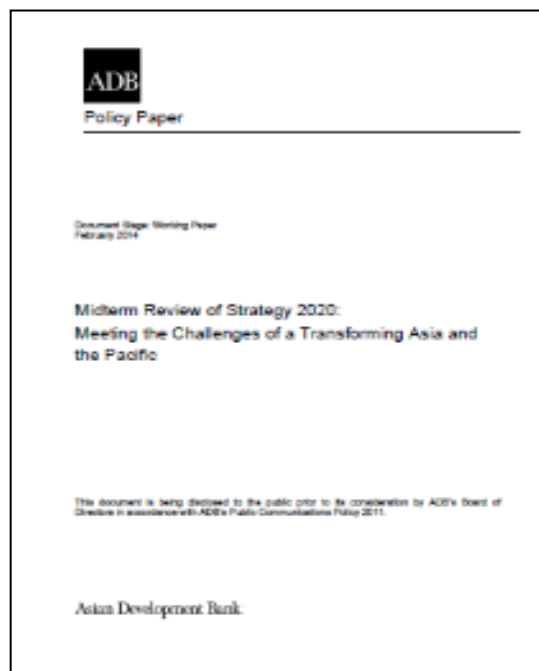 ADB
Policy Paper
Document Stage: Working Paper
February 2014
Midterm Review of Strategy 2020:
Meeting the Challenges of a Transforming Asia and
the Pacific
This document is being disclosed to the public prior to its consideration by ADB's Board of
Directors in accordance with ADB's Public Communications Policy 2011.
Asian Development Bank